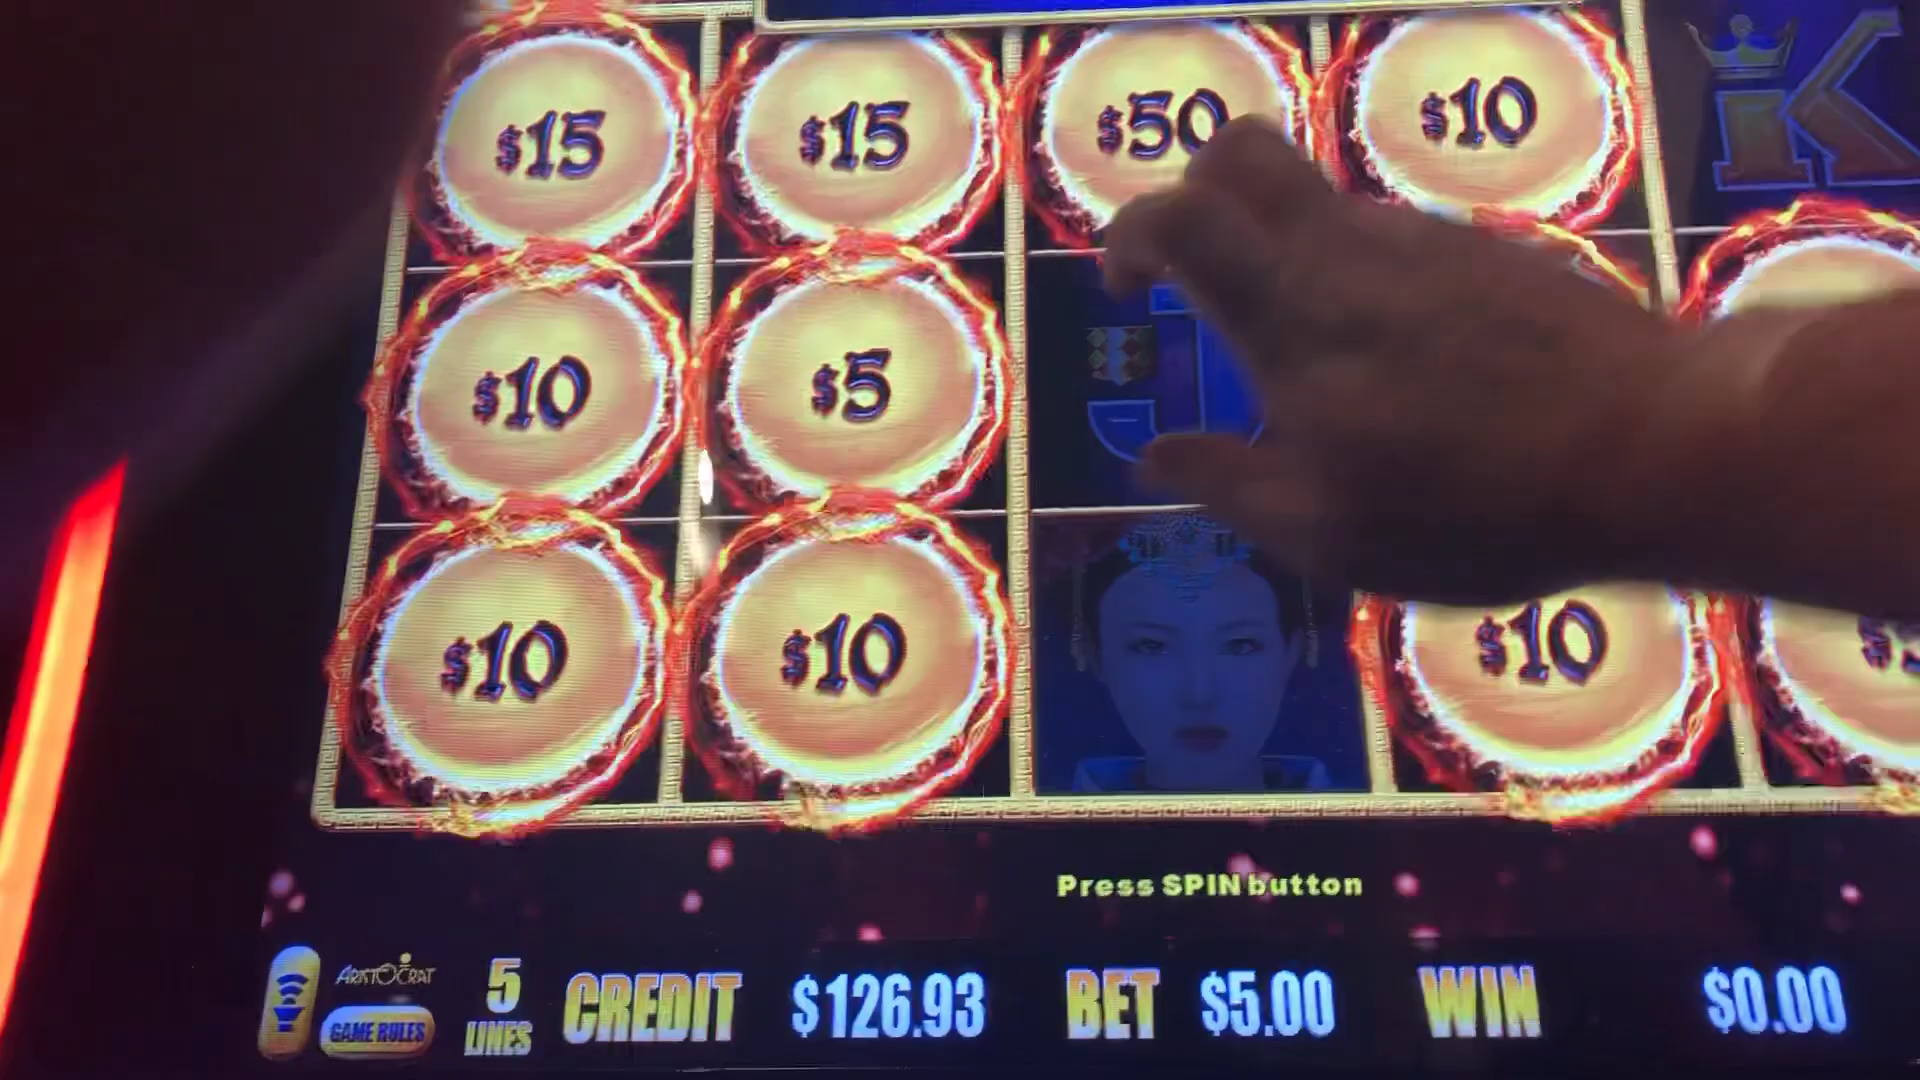 $15 $15 $50 $10 K
$10 $5 J
$10 $10 $10
Press SPIN button
ARISTOCRAT
GAME RULES
5 LINES
CREDIT $126.93 BET $5.00 WIN $0.00